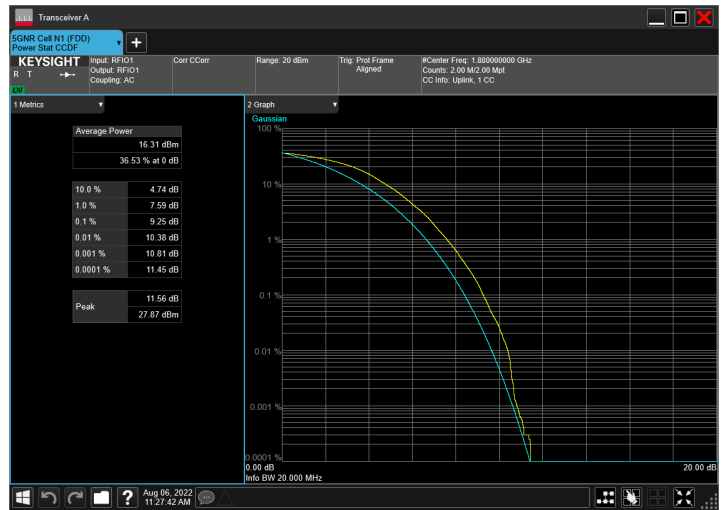 Transceiver A
5GNR Cell N1 (FDD)
Power Stat CCDF
KEYSIGHT
R T
LXI
Input: RFIO1
Output: RFIO1
Coupling: AC
Corr CCorr
Range: 20 dBm
Trig: Prot Frame
Aligned
#Center Freq: 1.880000000 GHz
Counts: 2.00 M/2.00 Mpt
CC Info: Uplink, 1 CC
1 Metrics
Average Power
16.31 dBm
36.53 % at 0 dB
10.0 % 4.74 dB
1.0 % 7.59 dB
0.1 % 9.25 dB
0.01 % 10.38 dB
0.001 % 10.81 dB
0.0001 % 11.45 dB
Peak
11.56 dB
27.87 dBm
2 Graph
Gaussian
100 %
10 %
1 %
0.1 %
0.01 %
0.001 %
0.0001 %
0.00 dB
20.00 dB
Info BW 20.000 MHz
?
Aug 06, 2022
11:27:42 AM